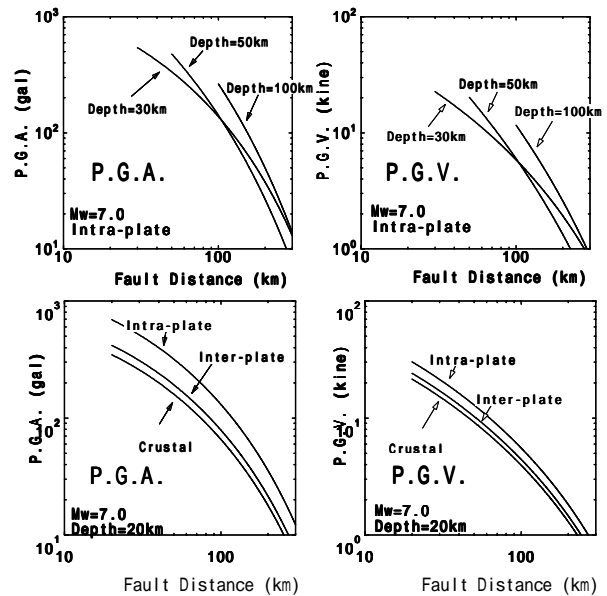 10³
Depth=50km
Depth=100km
Depth=30km
10²
P.G.A. (gal)
P.G.A.
Mw=7.0
Intra-plate
10¹
10
100
Fault Distance (km)
10²
Depth=50km
Depth=100km
Depth=30km
10¹
P.G.V. (kine)
P.G.V.
Mw=7.0
Intra-plate
10⁰
10
100
Fault Distance (km)
10³
Intra-plate
Inter-plate
10²
P.G.A. (gal)
Crustal
P.G.A.
Mw=7.0
Depth=20km
10¹
10
100
Fault Distance (km)
10²
Intra-plate
Inter-plate
10¹
P.G.V. (kine)
Crustal
P.G.V.
Mw=7.0
Depth=20km
10⁰
10
100
Fault Distance (km)